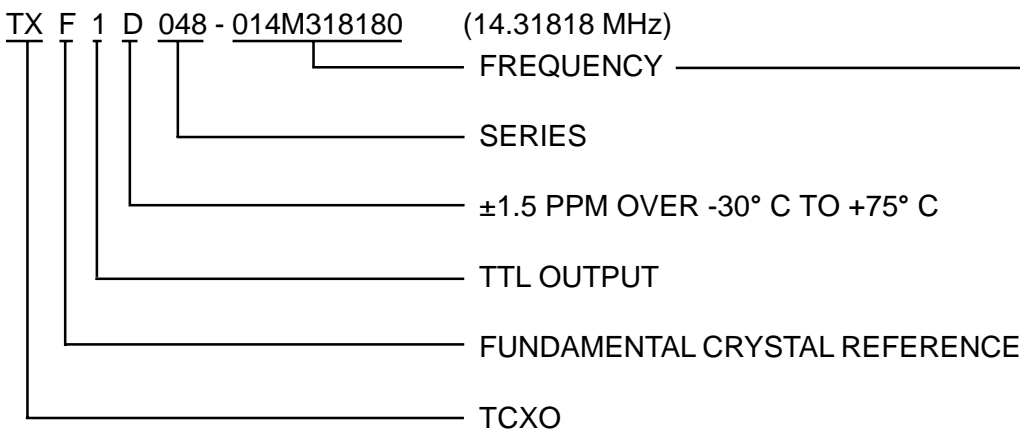 TX F 1 D 048 - 014M318180 (14.31818 MHz)
FREQUENCY
SERIES
±1.5 PPM OVER -30° C TO +75° C
TTL OUTPUT
FUNDAMENTAL CRYSTAL REFERENCE
TCXO